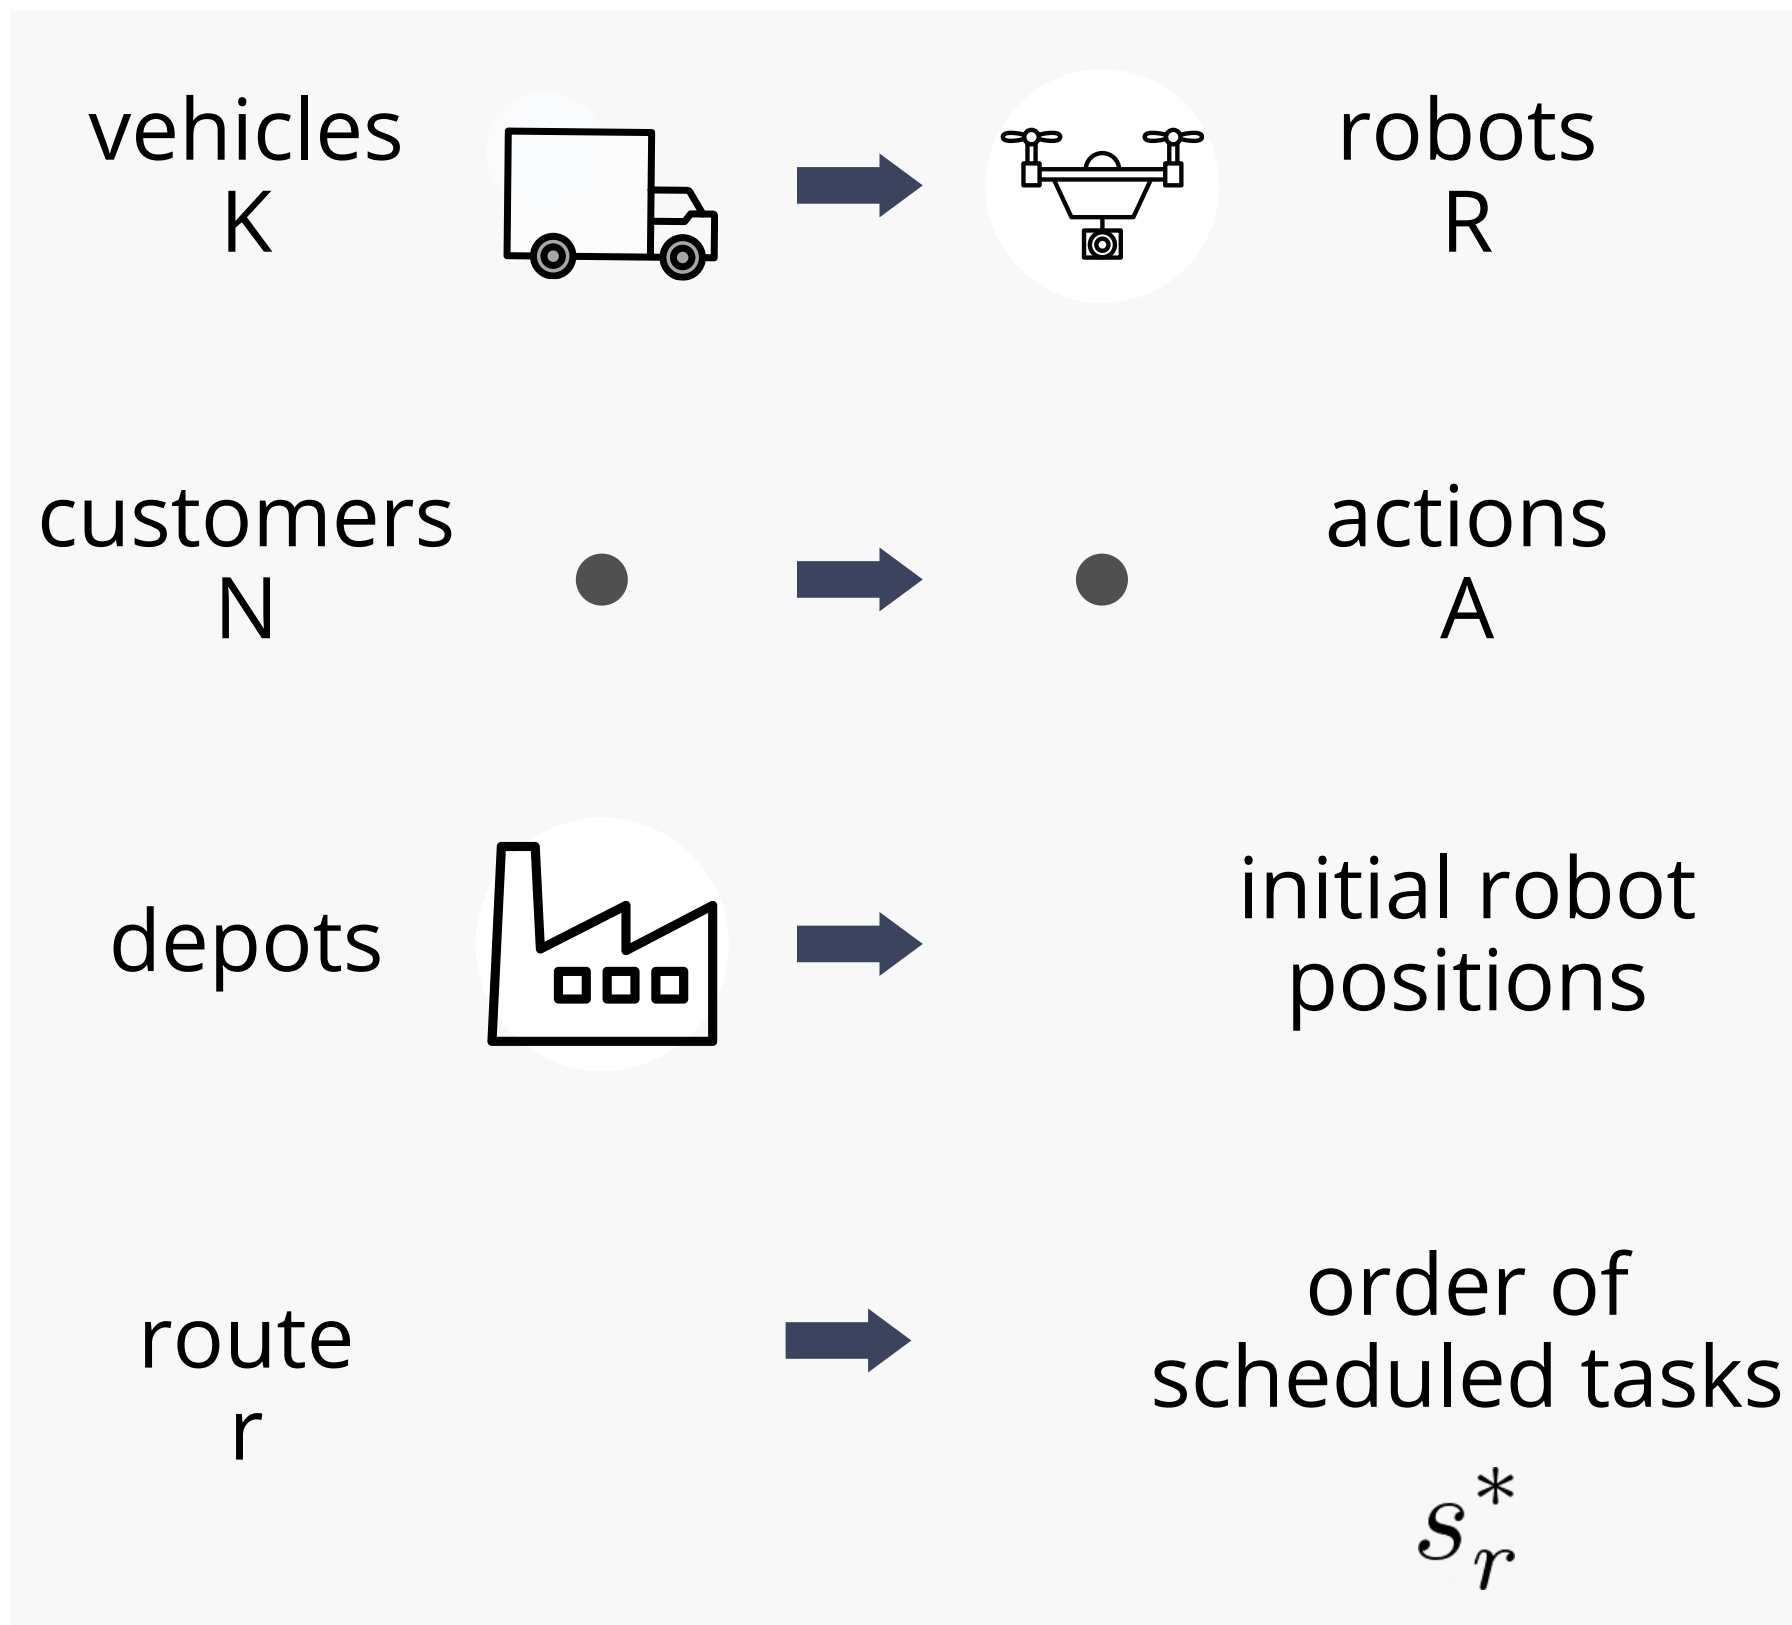 vehicles
K
robots
R
customers
N
actions
A
depots
initial robot
positions
route
r
order of
scheduled tasks
s*r